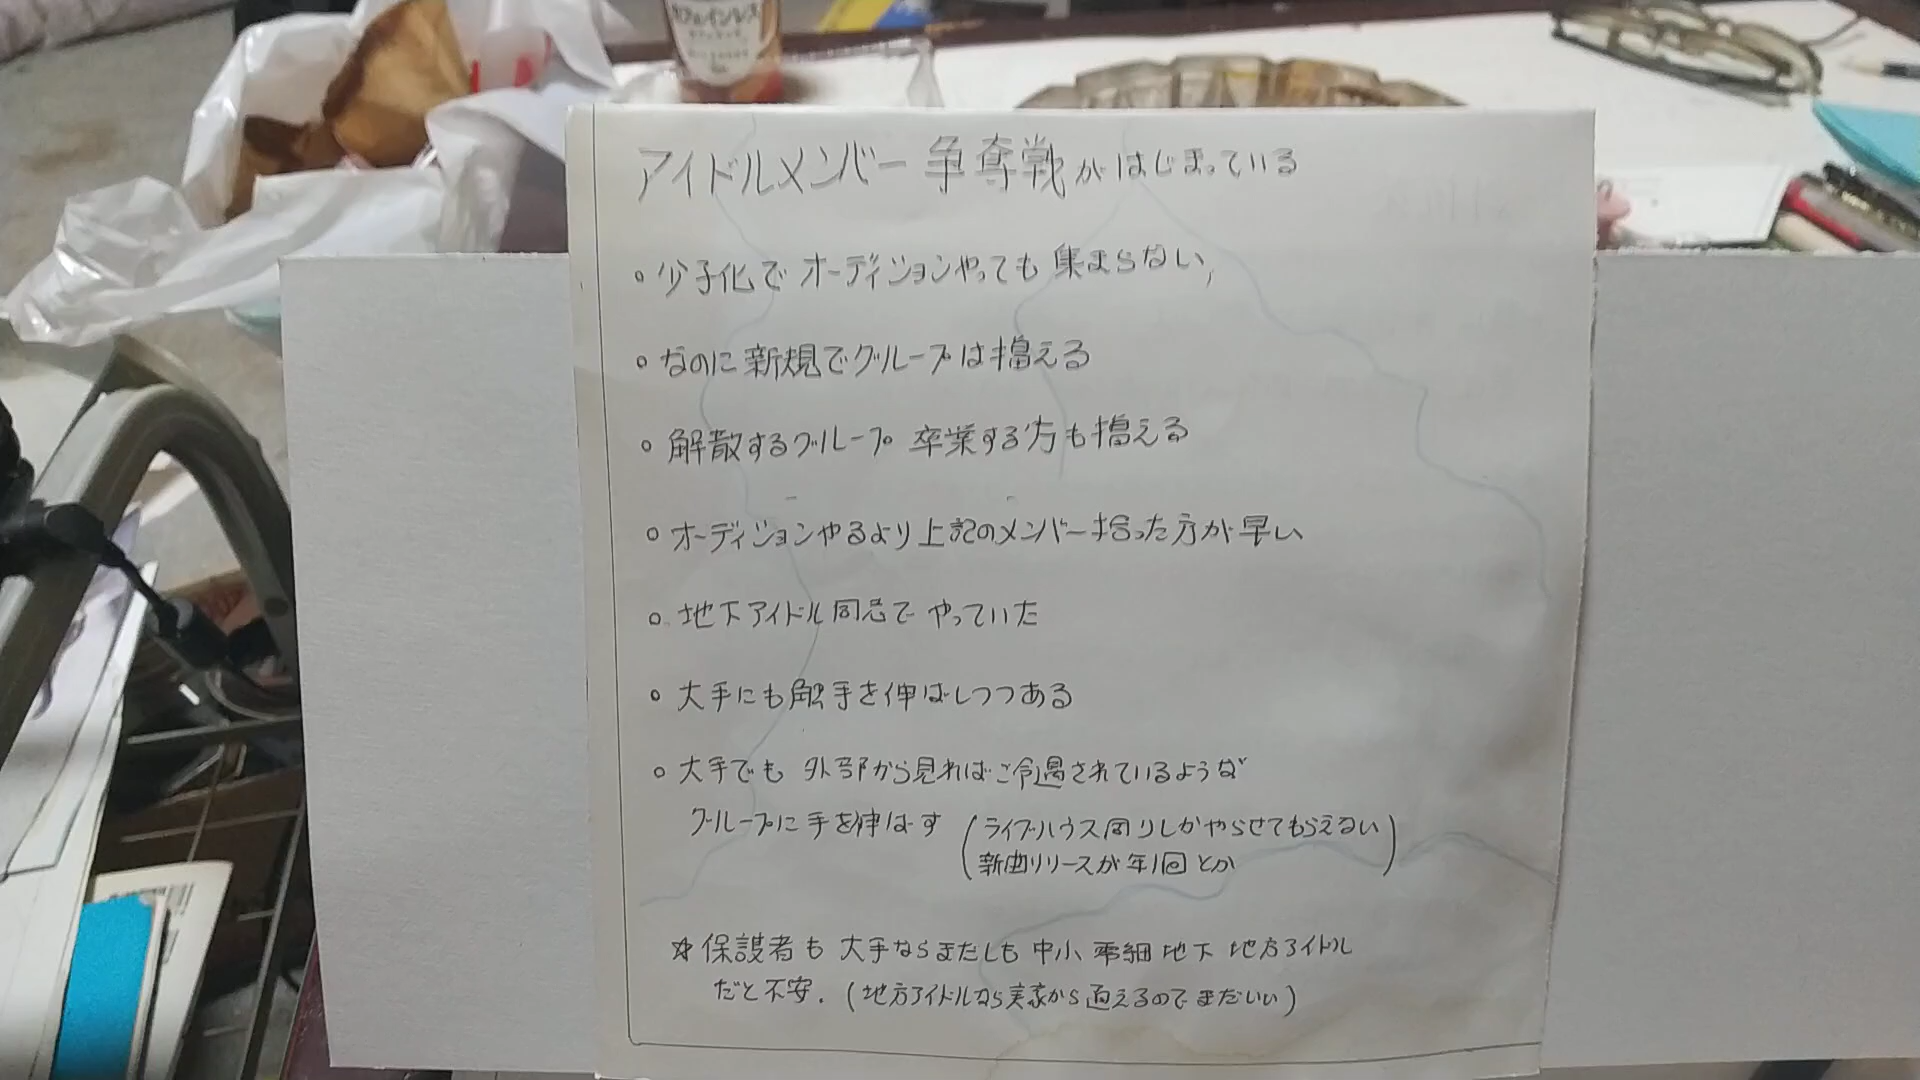 カフェインレス
アイドルメンバー争奪戦がはじまっている
○少子化でオーディションやっても集まらない、
○なのに新規でグループは増える
○解散するグループ 卒業する方も増える
○オーディションやるより上記のメンバー拾った方が早い
○地下アイドル同志でやっていた
○大手にも触手を伸ばしつつある
○大手でも 外部から見ればご冷遇されているような
グループに手を伸ばす(ライブハウス回りしかやらせてもらえない
新曲リリースが年1回とか)
☆保護者も 大手ならまだしも 中小 零細 地下 地方アイドル
だと不安.(地方アイドルなら実家から通えるのでまだいい)